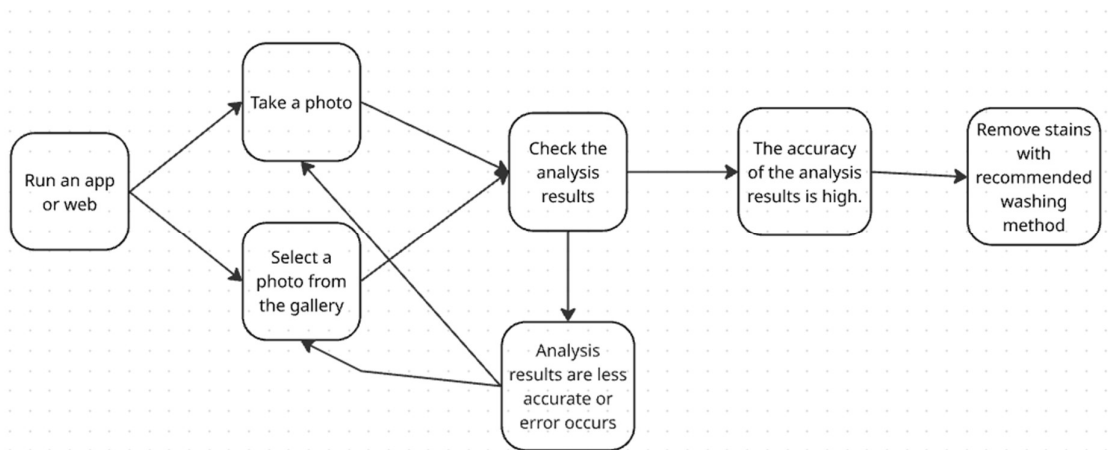 Run an app
or web
Take a photo
Select a
photo from
the gallery
Check the
analysis
results
Analysis
results are less
accurate or
error occurs
The accuracy
of the analysis
results is high.
Remove stains
with
recommended
washing
method